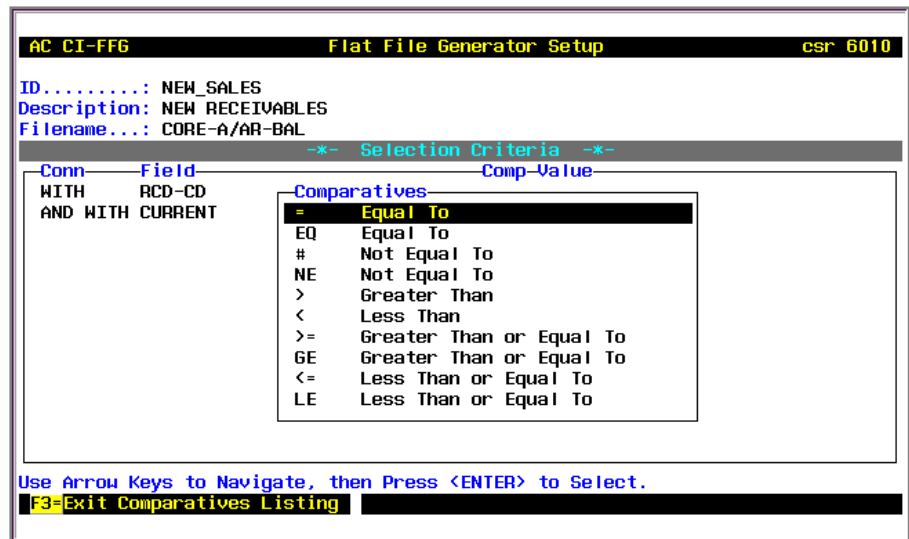 AC CI-FFG Flat File Generator Setup csr 6010
ID.........: NEW_SALES
Description: NEW RECEIVABLES
Filename...: CORE-A/AR-BAL
-*- Selection Criteria -*-
Conn Field Comp-Value
WITH RCD-CD
AND WITH CURRENT
Comparatives
= Equal To
EQ Equal To
# Not Equal To
NE Not Equal To
> Greater Than
< Less Than
>= Greater Than or Equal To
GE Greater Than or Equal To
<= Less Than or Equal To
LE Less Than or Equal To
Use Arrow Keys to Navigate, then Press <ENTER> to Select.
F3=Exit Comparatives Listing